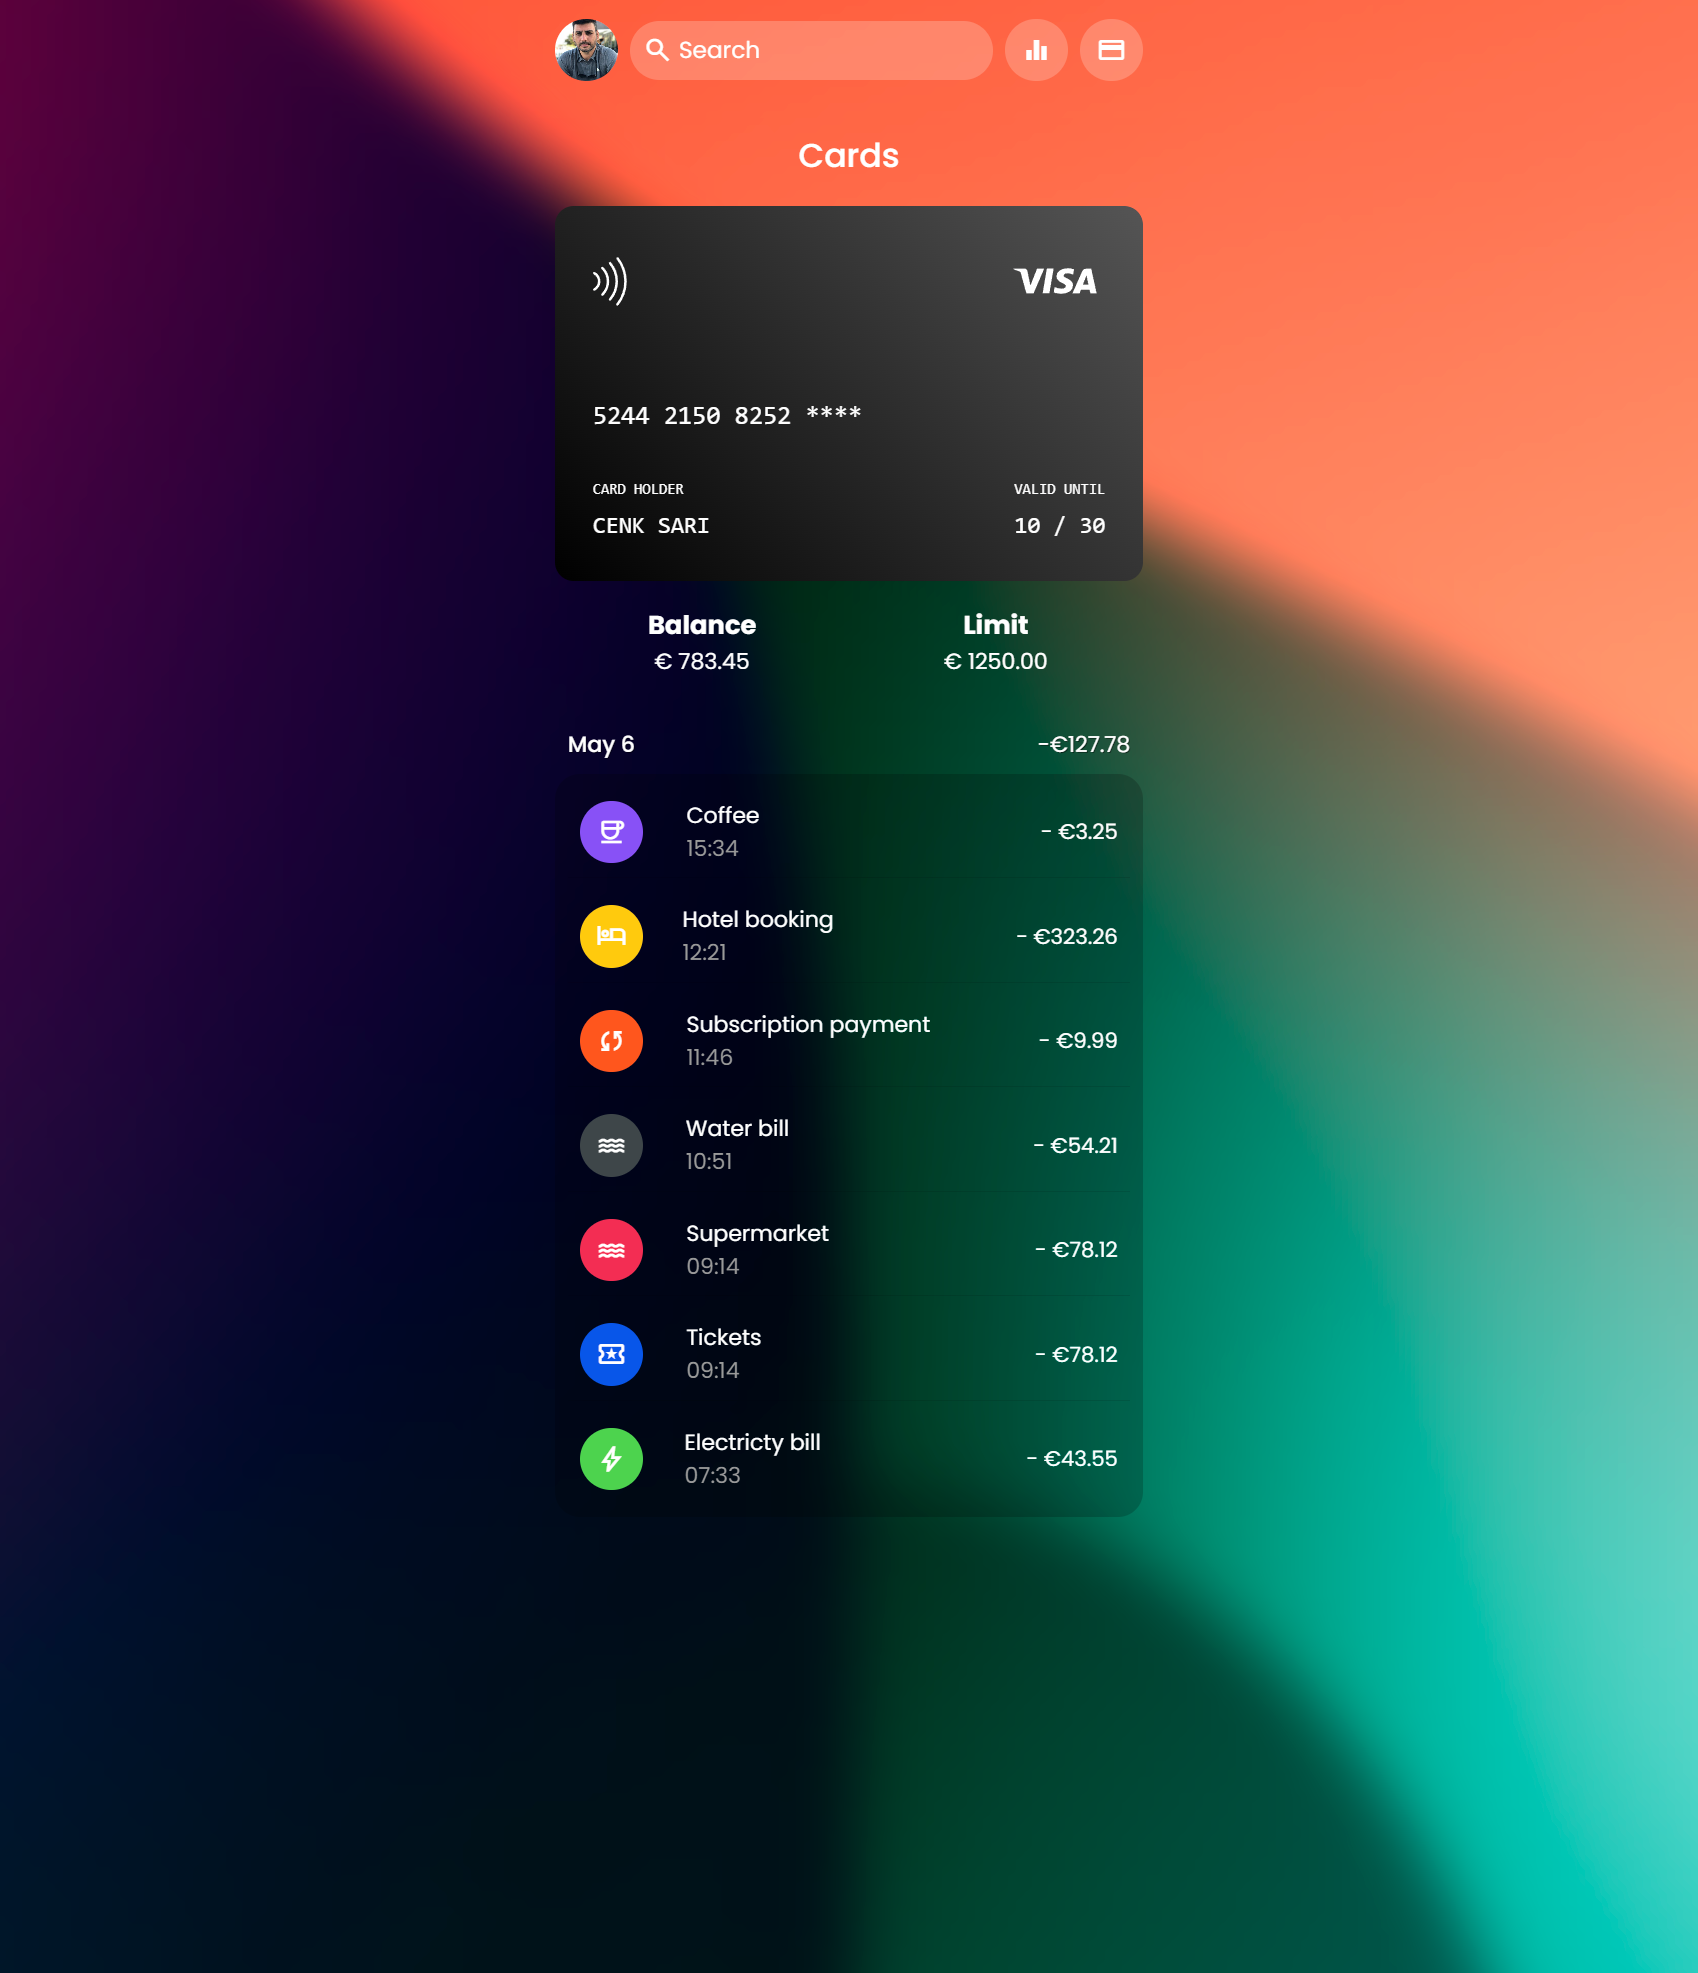 Search
Cards
VISA
5244 2150 8252 ****
CARD HOLDER
VALID UNTIL
CENK SARI
10 / 30
Balance
Limit
€ 783.45
€ 1250.00
May 6
-€127.78
Coffee
15:34
- €3.25
Hotel booking
12:21
- €323.26
Subscription payment
11:46
- €9.99
Water bill
10:51
- €54.21
Supermarket
09:14
- €78.12
Tickets
09:14
- €78.12
Electricty bill
07:33
- €43.55